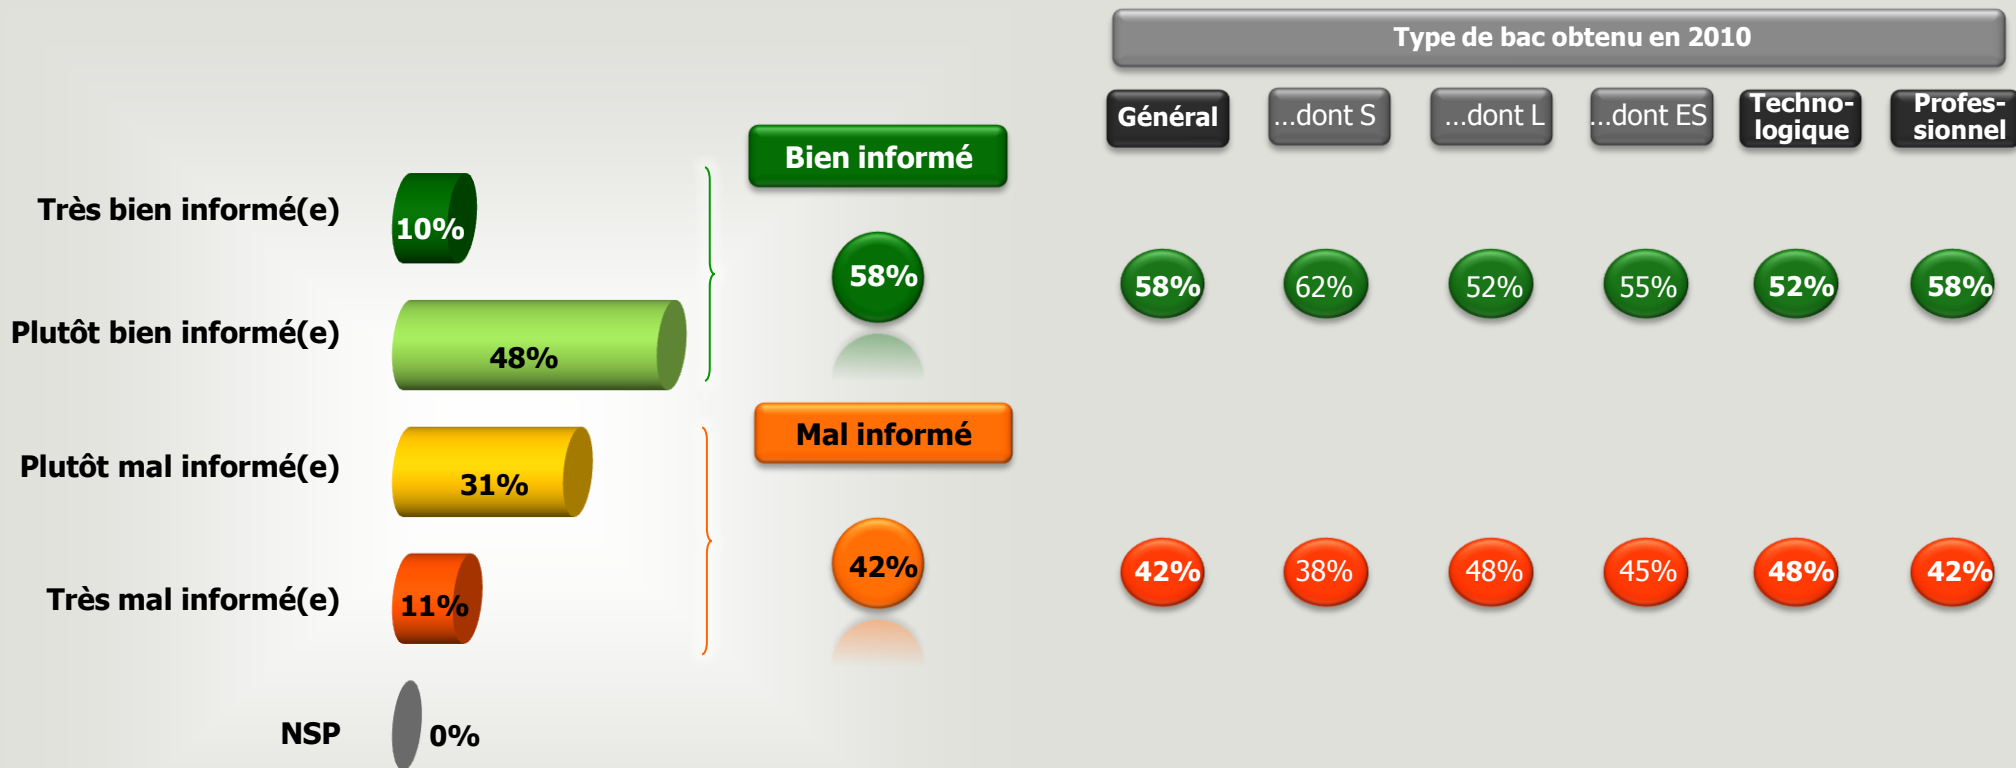 Type de bac obtenu en 2010
Général
...dont S
...dont L
...dont ES
Techno-
logique
Profes-
sionnel
Bien informé
Très bien informé(e)
10%
58%
58%
62%
52%
55%
52%
58%
Plutôt bien informé(e)
48%
Mal informé
Plutôt mal informé(e)
31%
42%
42%
38%
48%
45%
48%
42%
Très mal informé(e)
11%
NSP
0%